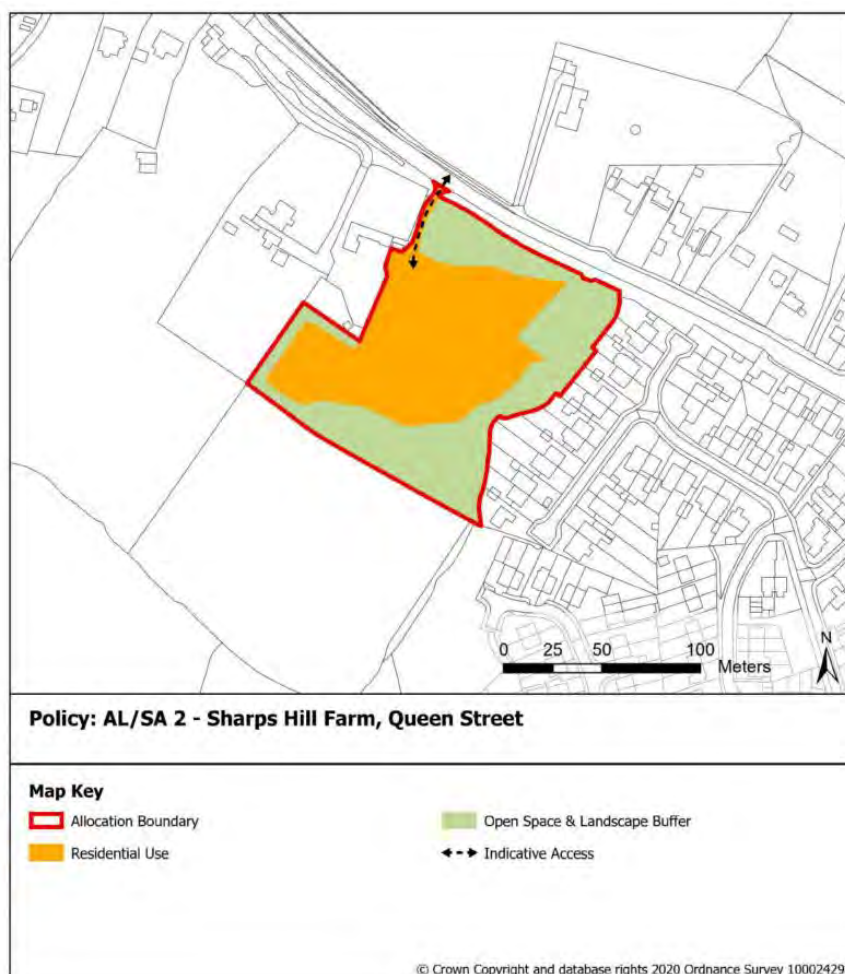 N
0 25 50 100
Meters
Policy: AL/SA 2 - Sharps Hill Farm, Queen Street
Map Key
Allocation Boundary
Open Space & Landscape Buffer
Residential Use
Indicative Access
© Crown Copyright and database rights 2020 Ordnance Survey 10002429